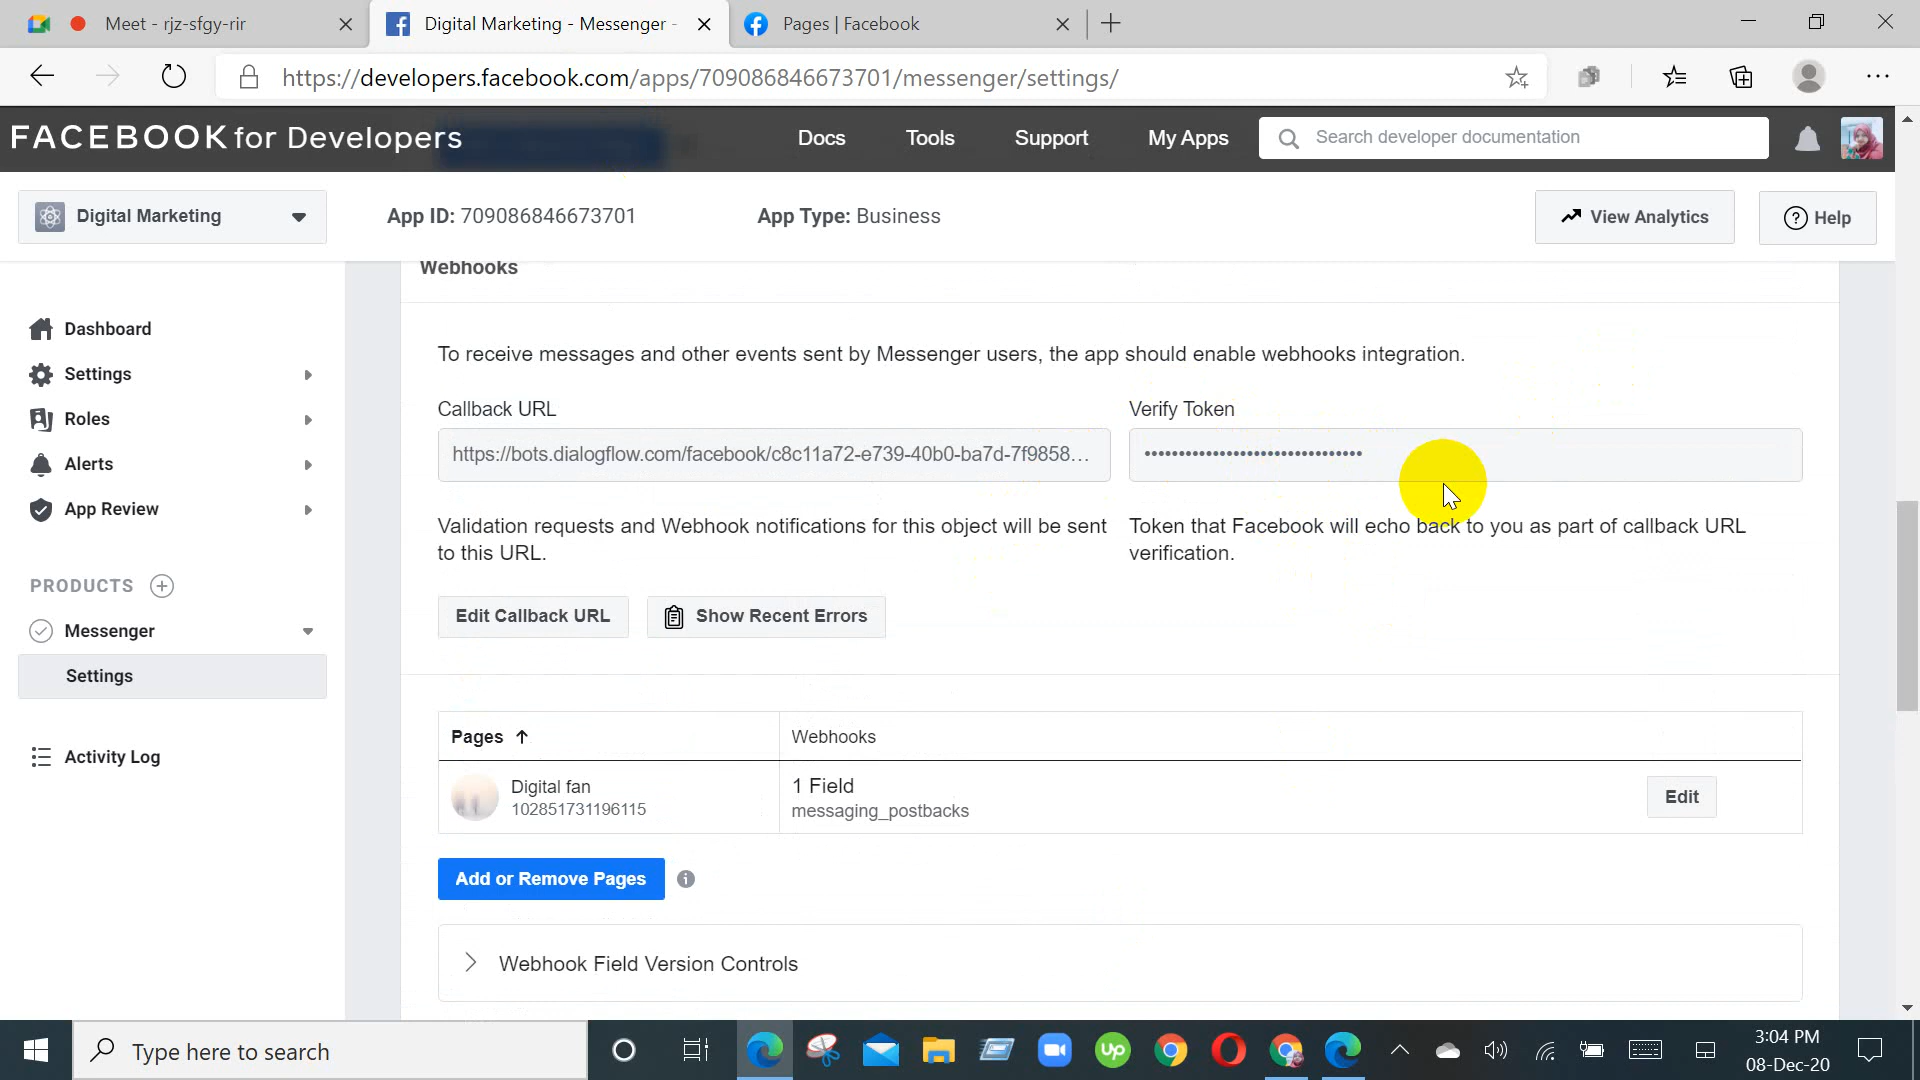 Meet - rjz-sfgy-rir
Digital Marketing - Messenger -
Pages | Facebook
https://developers.facebook.com/apps/709086846673701/messenger/settings/
FACEBOOK for Developers
Docs
Tools
Support
My Apps
Search developer documentation
Digital Marketing
App ID: 709086846673701
App Type: Business
View Analytics
Help
Webhooks
Dashboard
Settings
Roles
Alerts
App Review
PRODUCTS
Messenger
Settings
Activity Log
To receive messages and other events sent by Messenger users, the app should enable webhooks integration.
Callback URL
Verify Token
https://bots.dialogflow.com/facebook/c8c11a72-e739-40b0-ba7d-7f9858...
•••••••••••••••••••••••••••••••
Validation requests and Webhook notifications for this object will be sent
to this URL.
Token that Facebook will echo back to you as part of callback URL
verification.
Edit Callback URL
Show Recent Errors
Pages
Webhooks
Digital fan
102851731196115
1 Field
messaging_postbacks
Edit
Add or Remove Pages
Webhook Field Version Controls
Type here to search
Up
3:04 PM
08-Dec-20